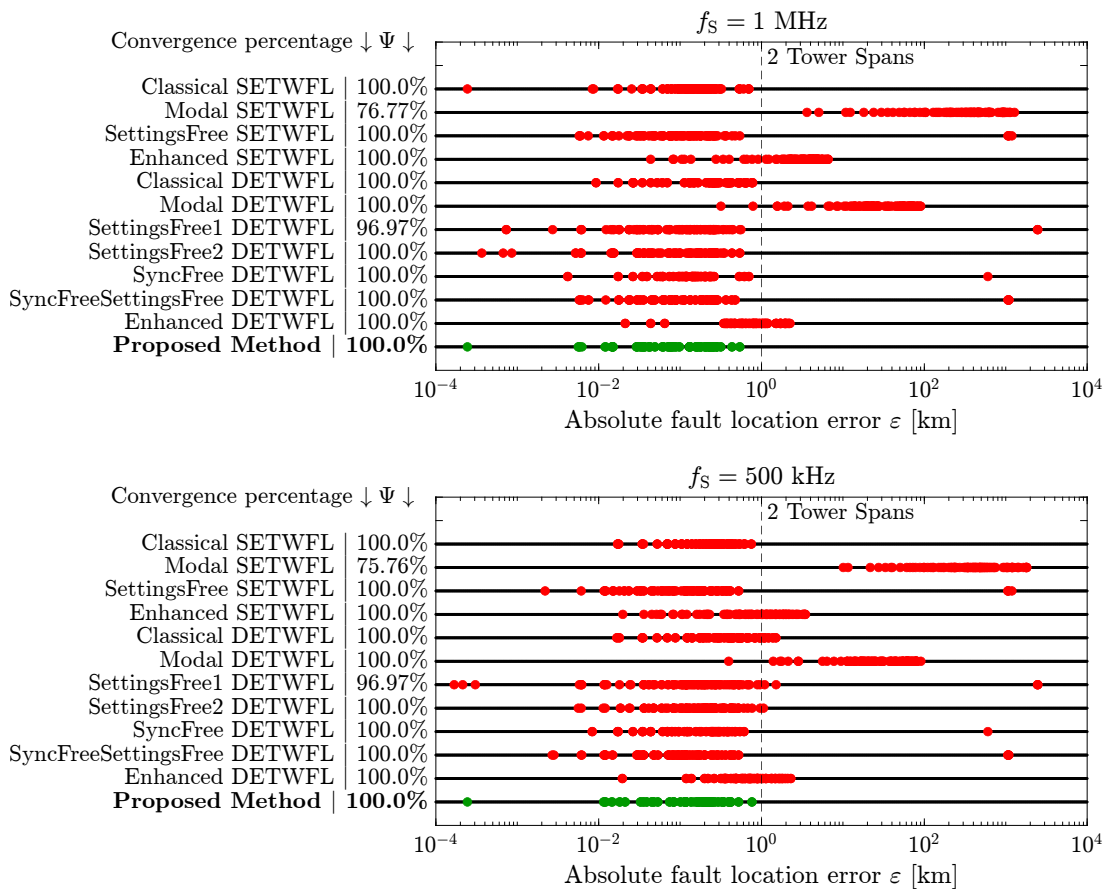 f_S = 1 MHz
Convergence percentage ↓ Ψ ↓
2 Tower Spans
Classical SETWFL | 100.0%
Modal SETWFL | 76.77%
SettingsFree SETWFL | 100.0%
Enhanced SETWFL | 100.0%
Classical DETWFL | 100.0%
Modal DETWFL | 100.0%
SettingsFree1 DETWFL | 96.97%
SettingsFree2 DETWFL | 100.0%
SyncFree DETWFL | 100.0%
SyncFreeSettingsFree DETWFL | 100.0%
Enhanced DETWFL | 100.0%
Proposed Method | 100.0%
10^−4 10^−2 10^0 10^2 10^4
Absolute fault location error ε [km]
f_S = 500 kHz
Convergence percentage ↓ Ψ ↓
2 Tower Spans
Classical SETWFL | 100.0%
Modal SETWFL | 75.76%
SettingsFree SETWFL | 100.0%
Enhanced SETWFL | 100.0%
Classical DETWFL | 100.0%
Modal DETWFL | 100.0%
SettingsFree1 DETWFL | 96.97%
SettingsFree2 DETWFL | 100.0%
SyncFree DETWFL | 100.0%
SyncFreeSettingsFree DETWFL | 100.0%
Enhanced DETWFL | 100.0%
Proposed Method | 100.0%
10^−4 10^−2 10^0 10^2 10^4
Absolute fault location error ε [km]